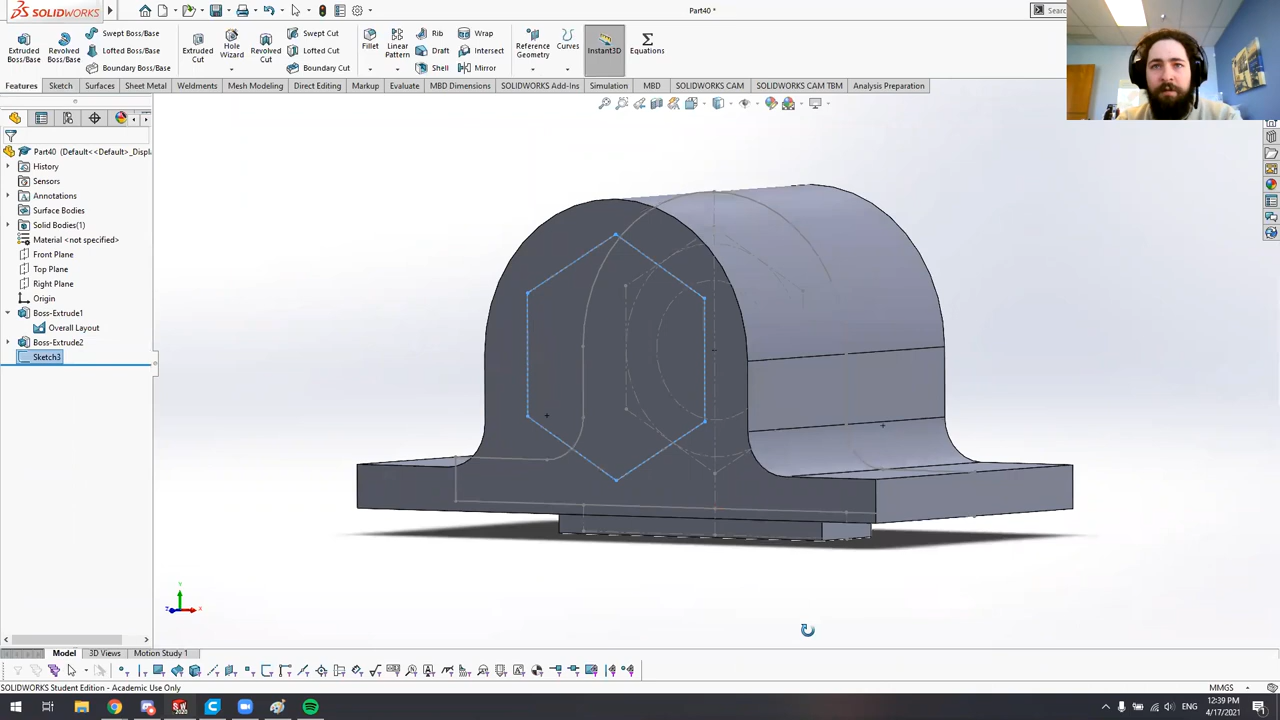 SOLIDWORKS
Part40 *
Search
Extruded Boss/Base
Revolved Boss/Base
Swept Boss/Base
Lofted Boss/Base
Boundary Boss/Base
Extruded Cut
Hole Wizard
Revolved Cut
Swept Cut
Lofted Cut
Boundary Cut
Fillet
Linear Pattern
Rib
Draft
Shell
Wrap
Intersect
Mirror
Reference Geometry
Curves
Instant3D
Equations
Features
Sketch
Surfaces
Sheet Metal
Weldments
Mesh Modeling
Direct Editing
Markup
Evaluate
MBD Dimensions
SOLIDWORKS Add-Ins
Simulation
MBD
SOLIDWORKS CAM
SOLIDWORKS CAM TBM
Analysis Preparation
Part40 (Default<<Default>_Displ
History
Sensors
Annotations
Surface Bodies
Solid Bodies(1)
Material <not specified>
Front Plane
Top Plane
Right Plane
Origin
Boss-Extrude1
Overall Layout
Boss-Extrude2
Sketch3
Y
Z
X
Model
3D Views
Motion Study 1
SOLIDWORKS Student Edition - Academic Use Only
MMGS
ENG
12:39 PM
4/17/2021